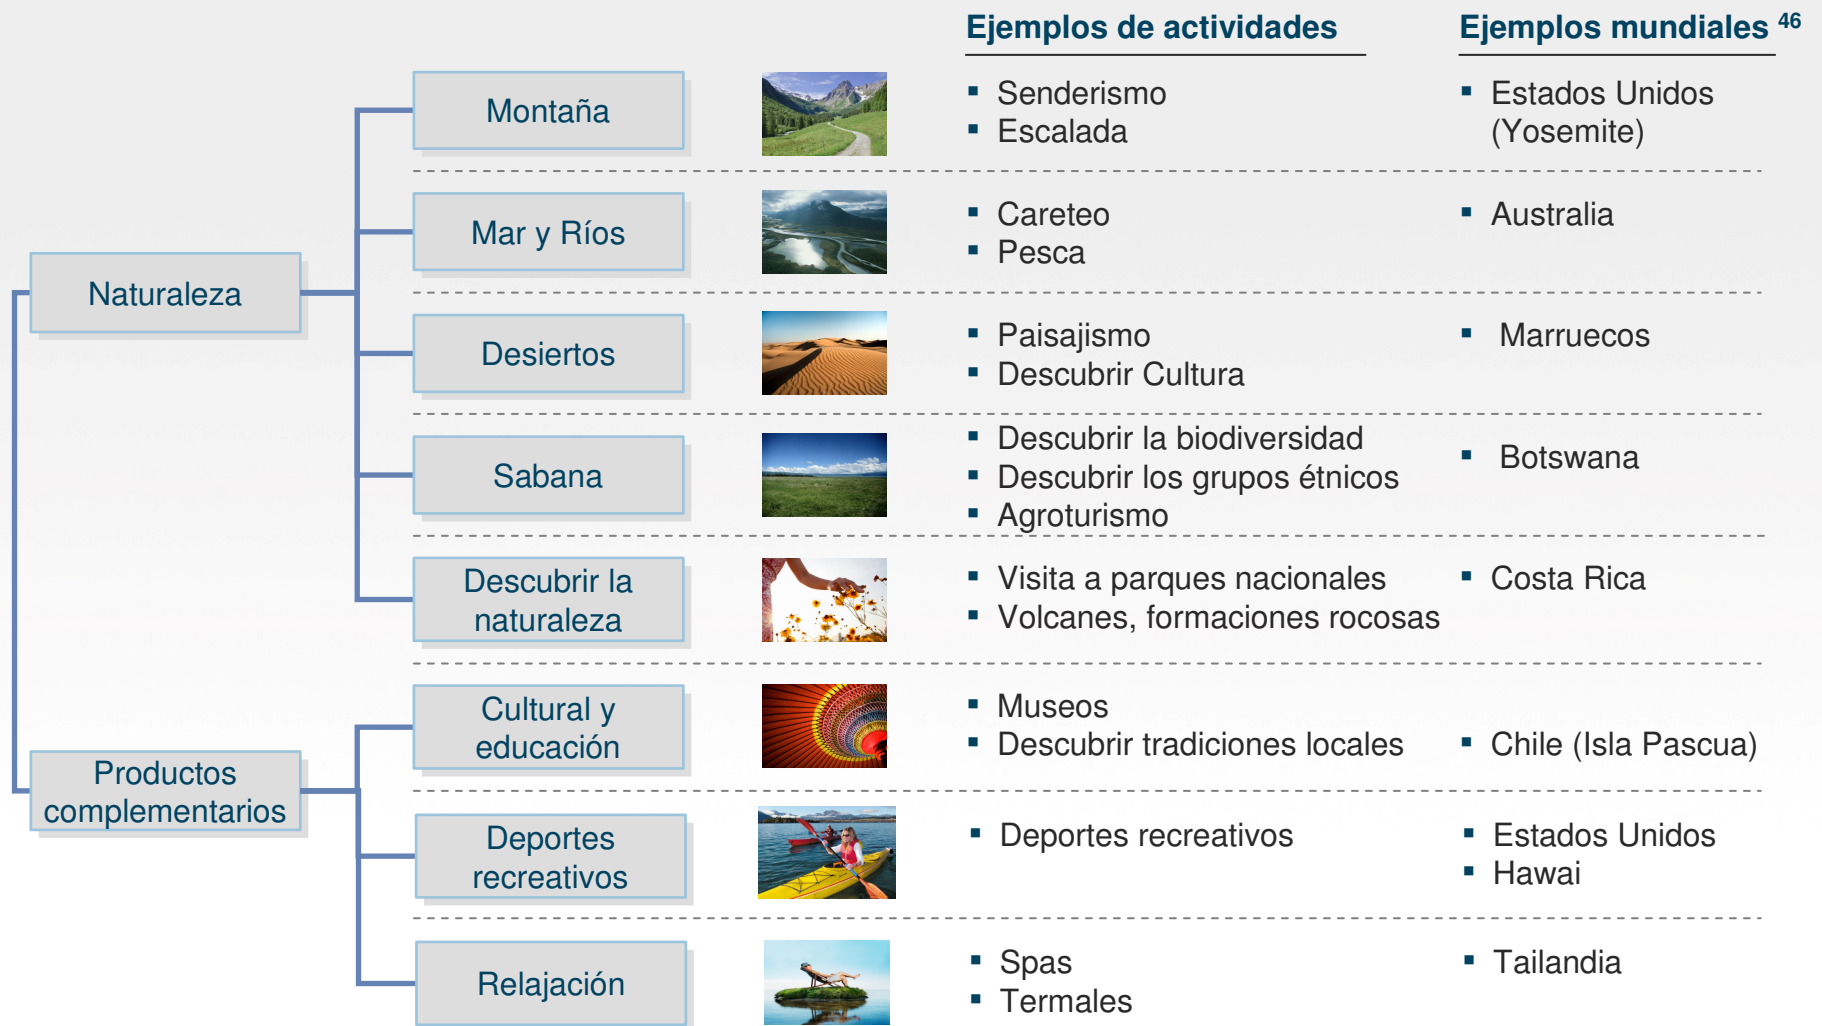 Ejemplos de actividades
Ejemplos mundiales 46
Naturaleza
Montaña
▪ Senderismo
▪ Escalada
▪ Estados Unidos
(Yosemite)
Mar y Ríos
▪ Careteo
▪ Pesca
▪ Australia
Desiertos
▪ Paisajismo
▪ Descubrir Cultura
▪ Marruecos
Sabana
▪ Descubrir la biodiversidad
▪ Descubrir los grupos étnicos
▪ Agroturismo
▪ Botswana
Descubrir la
naturaleza
▪ Visita a parques nacionales
▪ Volcanes, formaciones rocosas
▪ Costa Rica
Productos
complementarios
Cultural y
educación
▪ Museos
▪ Descubrir tradiciones locales
▪ Chile (Isla Pascua)
Deportes
recreativos
▪ Deportes recreativos
▪ Estados Unidos
▪ Hawai
Relajación
▪ Spas
▪ Termales
▪ Tailandia